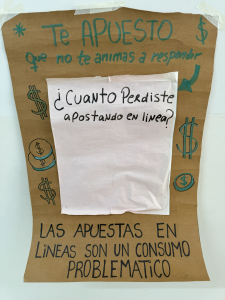 * Te APUESTO $
que no te animas a responder
¿Cuanto Perdiste
apostando en linea?
LAS APUESTAS EN
LíNEAS SON UN CONSUMO
PROBLEMATICO